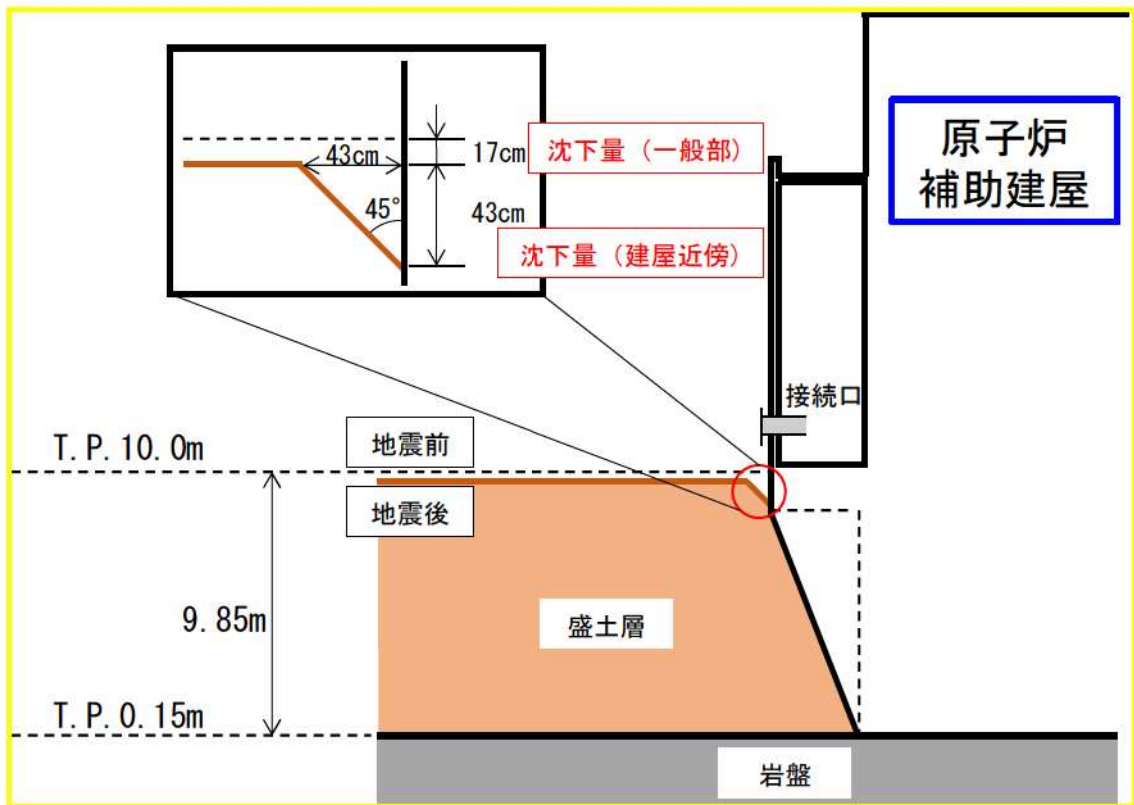 原子炉
補助建屋
43cm
17cm
沈下量（一般部）
45°
43cm
沈下量（建屋近傍）
接続口
T.P.10.0m
地震前
地震後
9.85m
盛土層
T.P.0.15m
岩盤